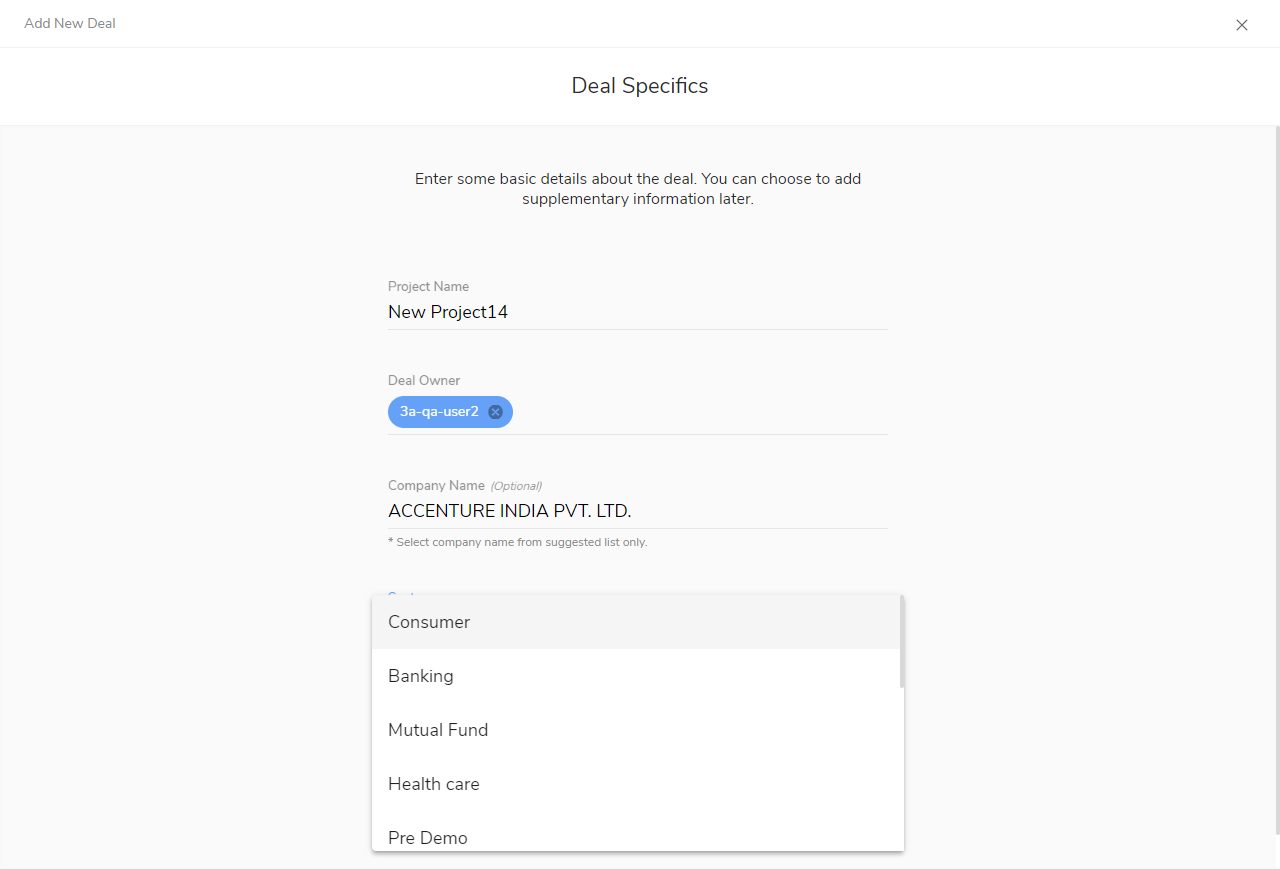 Add New Deal
Deal Specifics
Enter some basic details about the deal. You can choose to add
supplementary information later.
Project Name
New Project14
Deal Owner
3a-qa-user2
Company Name (Optional)
ACCENTURE INDIA PVT. LTD.
* Select company name from suggested list only.
Consumer
Banking
Mutual Fund
Health care
Pre Demo